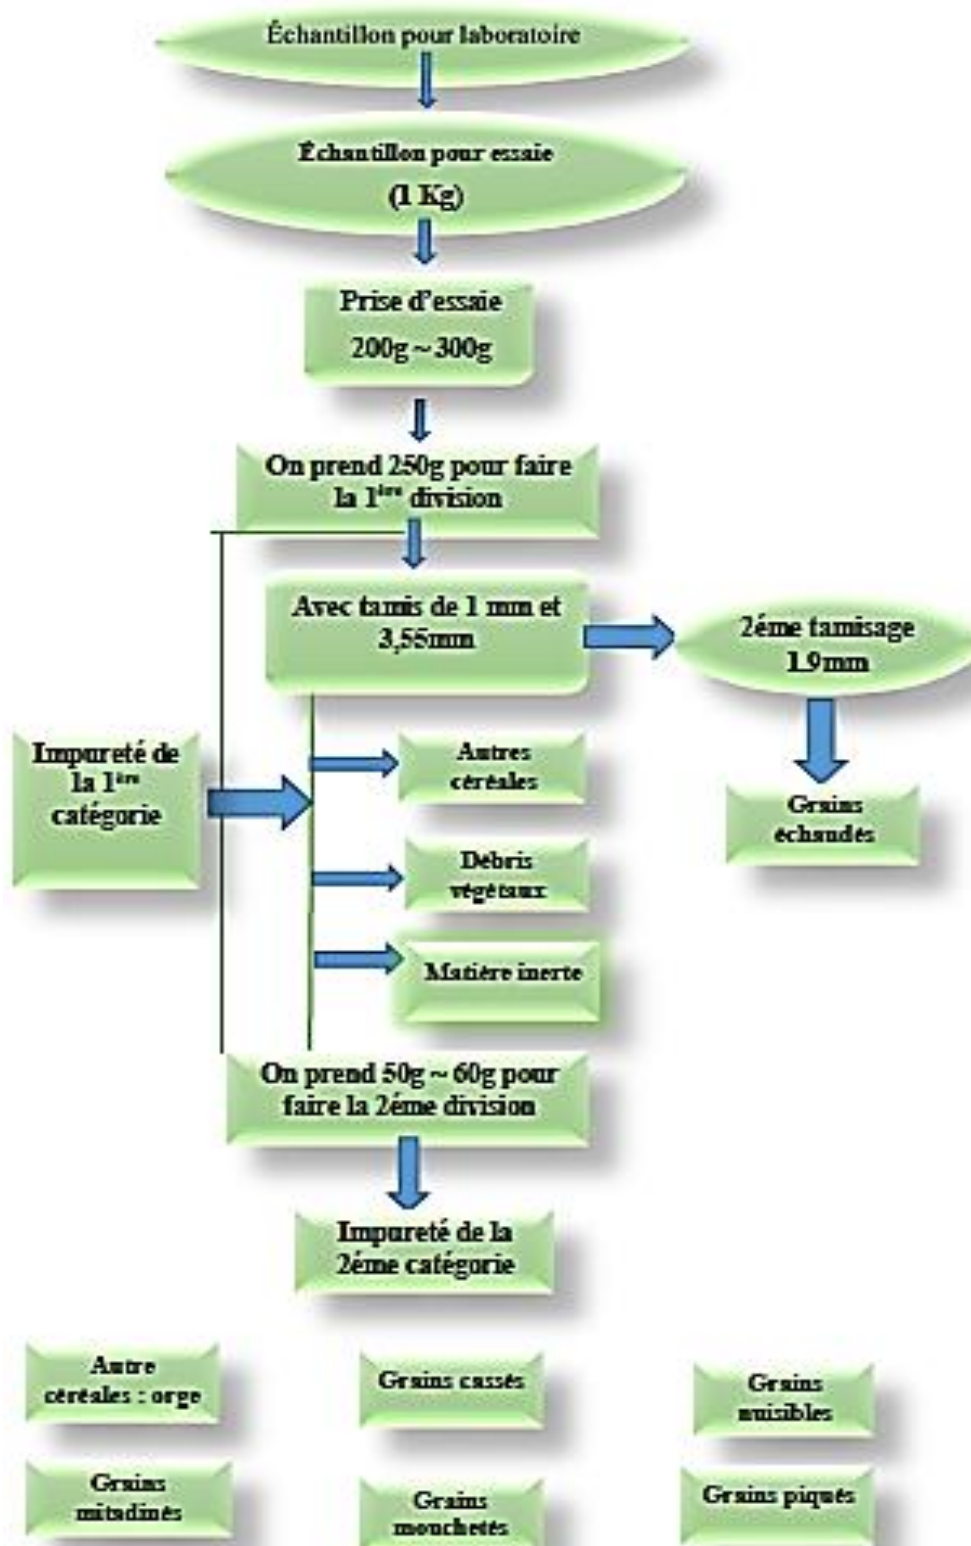 Échantillon pour laboratoire
Échantillon pour essaie
(1 Kg)
Prise d'essaie
200g ~ 300g
On prend 250g pour faire
la 1ère division
Avec tamis de 1 mm et
3,55mm
2éme tamisage
1.9mm
Impureté de
la 1ère
catégorie
Autres
céréales
Grains
échaudés
Débris
végétaux
Matière inerte
On prend 50g ~ 60g pour
faire la 2éme division
Impureté de la
2éme catégorie
Autre
céréales : orge
Grains cassés
Grains
nuisibles
Grains
mitadinés
Grains
mouchetés
Grains piqués